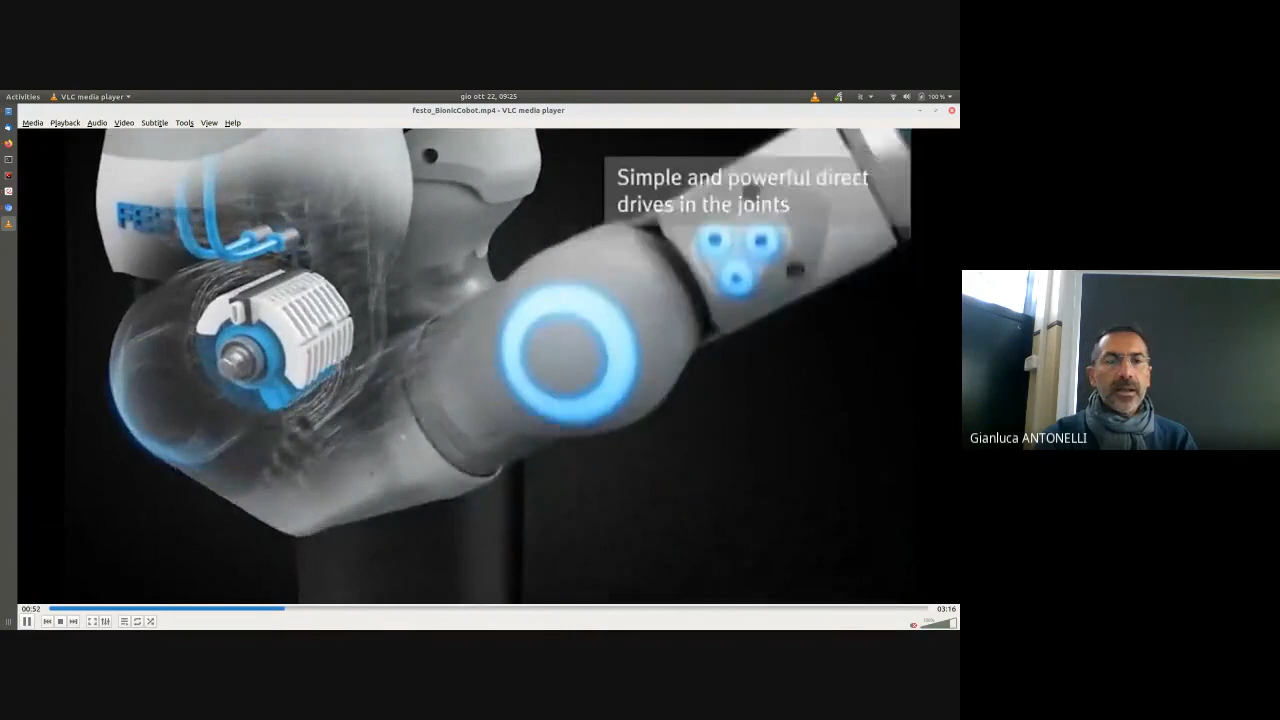 Activities VLC media player gio ott 22, 09:25 100 %
festo_BionicCobot.mp4 - VLC media player
Media Playback Audio Video Subtitle Tools View Help
Simple and powerful direct
drives in the joints
Gianluca ANTONELLI
00:52 03:16
100%